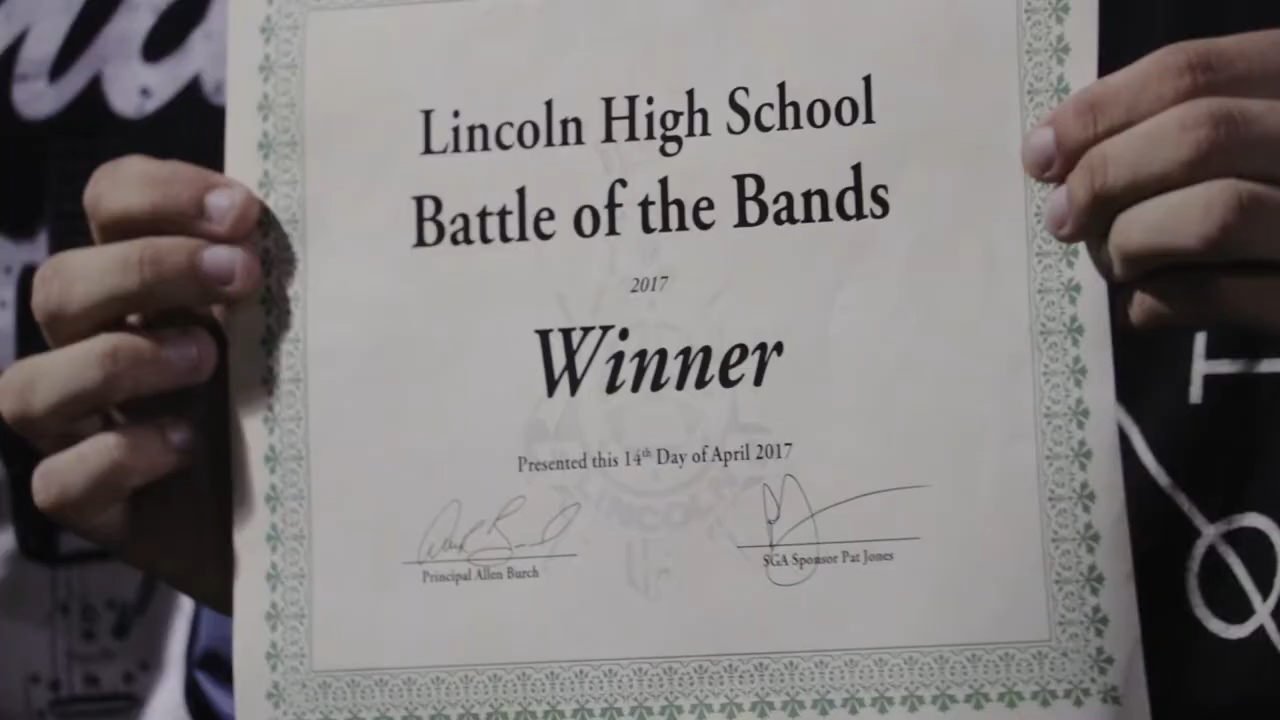 Lincoln High School
Battle of the Bands
2017
Winner
Presented this 14th Day of April 2017
Principal Allen Burch
SGA Sponsor Pat Jones